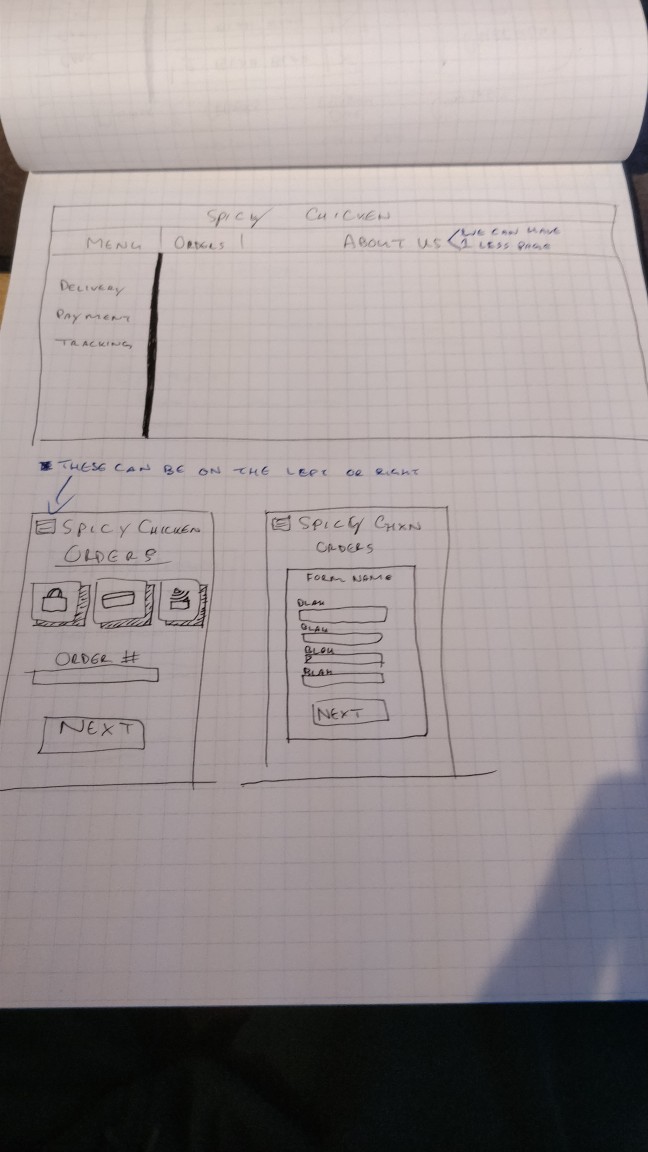 SPICY CHICKEN
MENU ORDERS ABOUT US WE CAN HAVE
1 LESS PAGE
DELIVERY
PAYMENT
TRACKING
THESE CAN BE ON THE LEFT OR RIGHT
SPICY CHICKEN
ORDERS
ORDER #
NEXT
SPICY CHKN
ORDERS
FORM NAME
BLAH
BLAH
BLAH
BLAH
NEXT